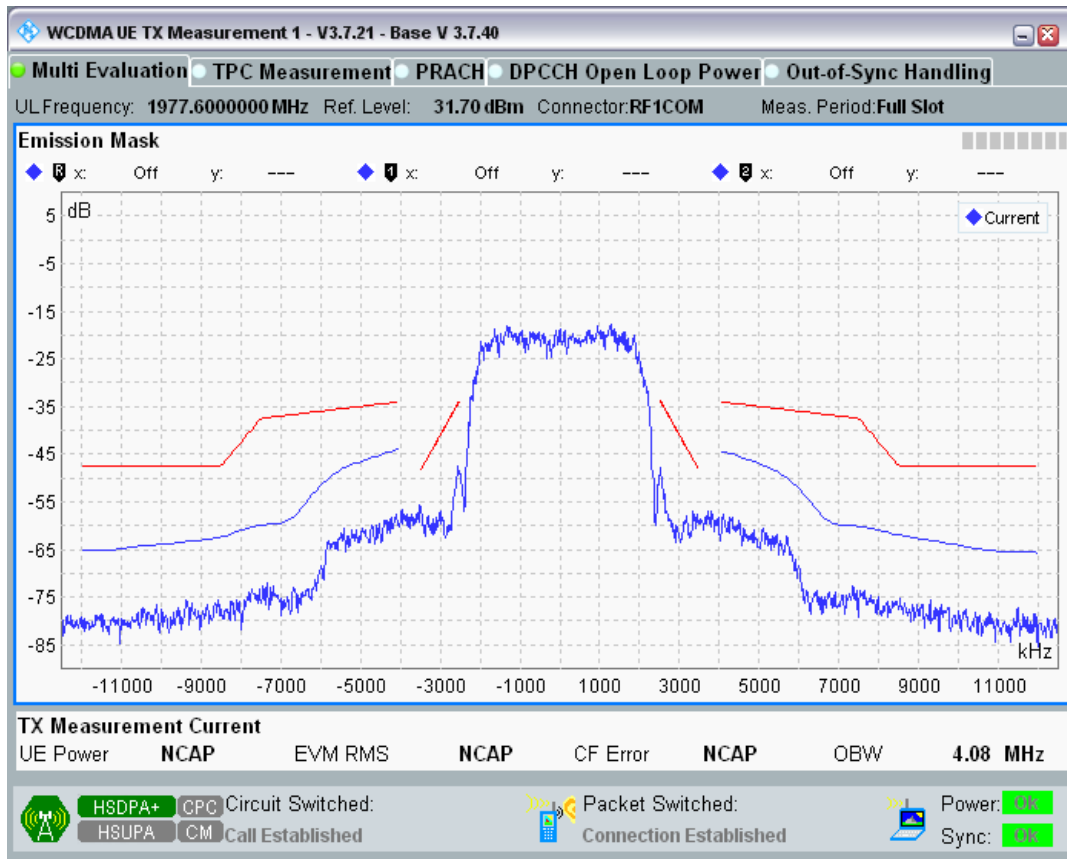 WCDMA UE TX Measurement 1 - V3.7.21 - Base V 3.7.40
Multi Evaluation TPC Measurement PRACH DPCCH Open Loop Power Out-of-Sync Handling
UL Frequency: 1977.6000000 MHz Ref. Level: 31.70 dBm Connector: RF1COM Meas. Period: Full Slot
Emission Mask
R x: Off y: --- 1 x: Off y: --- 2 x: Off y: ---
dB
Current
5
-5
-15
-25
-35
-45
-55
-65
-75
-85
kHz
-11000 -9000 -7000 -5000 -3000 -1000 1000 3000 5000 7000 9000 11000
TX Measurement Current
UE Power NCAP EVM RMS NCAP CF Error NCAP OBW 4.08 MHz
HSDPA+ CPC Circuit Switched: Packet Switched: Power: Ok
HSUPA CM Call Established Connection Established Sync: Ok